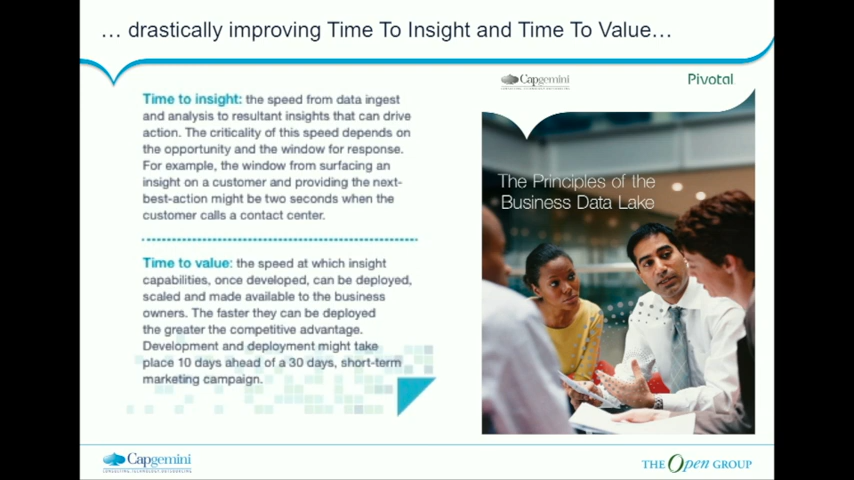 … drastically improving Time To Insight and Time To Value…
Time to insight: the speed from data ingest
and analysis to resultant insights that can drive
action. The criticality of this speed depends on
the opportunity and the window for response.
For example, the window from surfacing an
insight on a customer and providing the next-
best-action might be two seconds when the
customer calls a contact center.
Time to value: the speed at which insight
capabilities, once developed, can be deployed,
scaled and made available to the business
owners. The faster they can be deployed
the greater the competitive advantage.
Development and deployment might take
place 10 days ahead of a 30 days, short-term
marketing campaign.
Capgemini
CONSULTING.TECHNOLOGY.OUTSOURCING
Pivotal
The Principles of the
Business Data Lake
Capgemini
CONSULTING.TECHNOLOGY.OUTSOURCING
THE Open GROUP